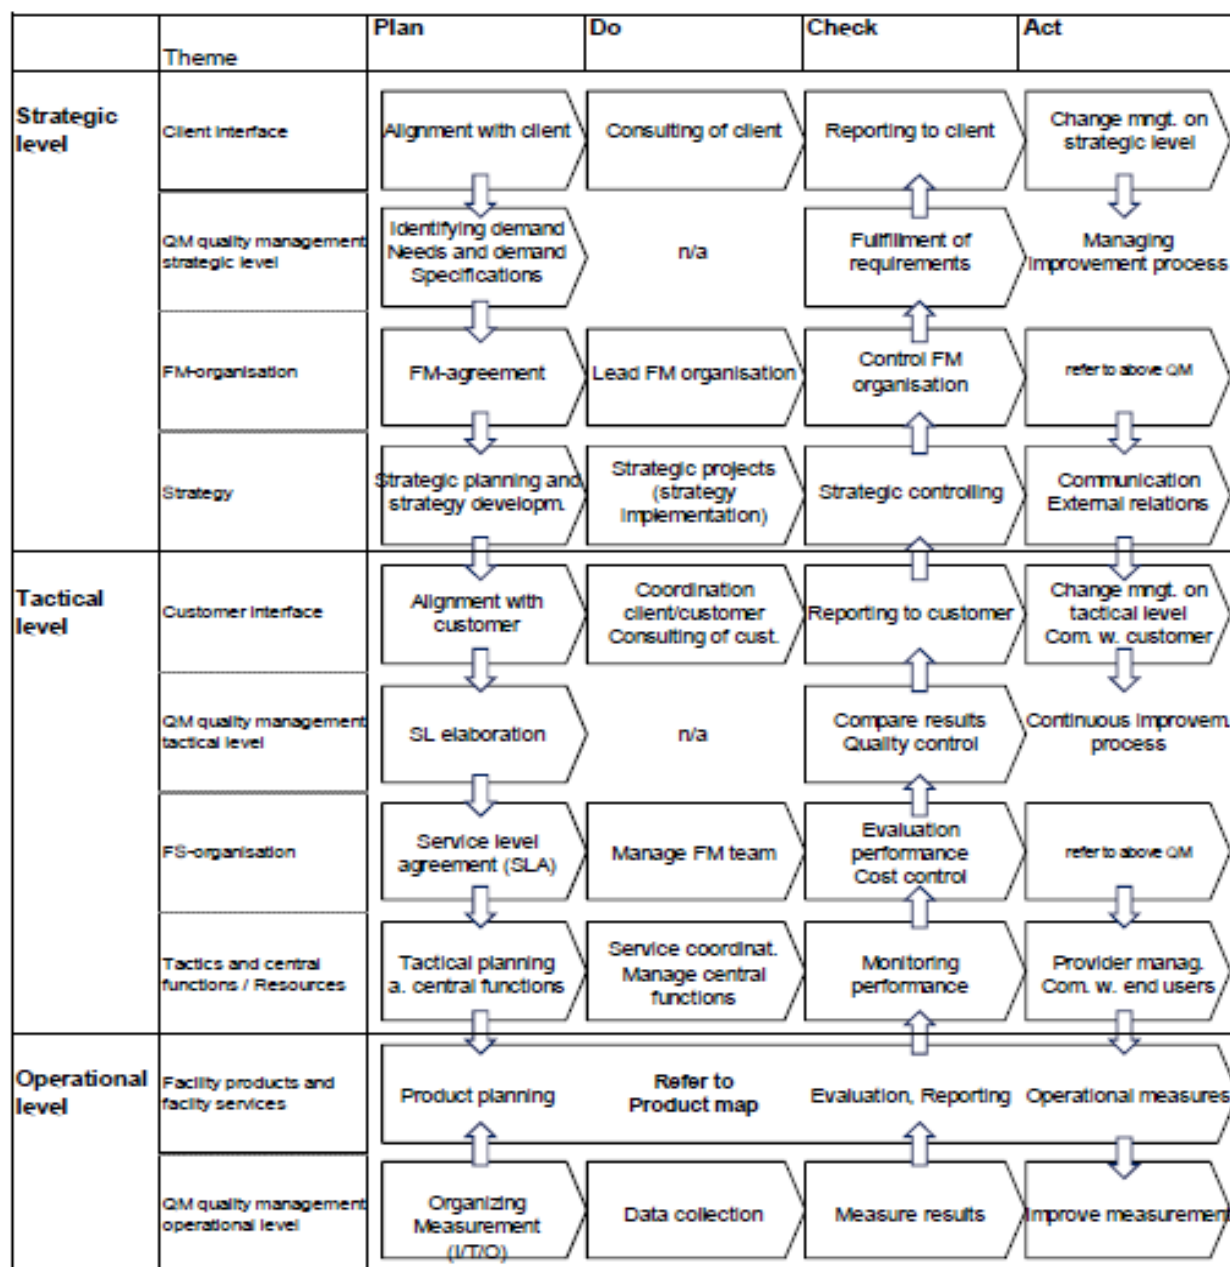 Plan Do Check Act
Theme
Strategic level
Client interface
Alignment with client
Consulting of client
Reporting to client
Change mngt. on
strategic level
QM quality management
strategic level
Identifying demand
Needs and demand
Specifications
n/a
Fullfillment of
requirements
Managing
improvement process
FM-organisation
FM-agreement
Lead FM organisation
Control FM
organisation
refer to above QM
Strategy
Strategic planning and
strategy developm.
Strategic projects
(strategy
implementation)
Strategic controlling
Communication
External relations
Tactical
level
Customer interface
Alignment with
customer
Coordination
client/customer
Consulting of cust.
Reporting to customer
Change mngt. on
tactical level
Com. w. customer
QM quality management
tactical level
SL elaboration
n/a
Compare results
Quality control
Continuous improvem.
process
FS-organisation
Service level
agreement (SLA)
Manage FM team
Evaluation
performance
Cost control
refer to above QM
Tactics and central
functions / Resources
Tactical planning
a. central functions
Service coordinat.
Manage central
functions
Monitoring
performance
Provider manag.
Com. w. end users
Operational
level
Facility products and
faclity services
Product planning
Refer to
Product map
Evaluation, Reporting
Operational measures
QM quality management
operational level
Organizing
Measurement
(I/T/O)
Data collection
Measure results
Improve measurement